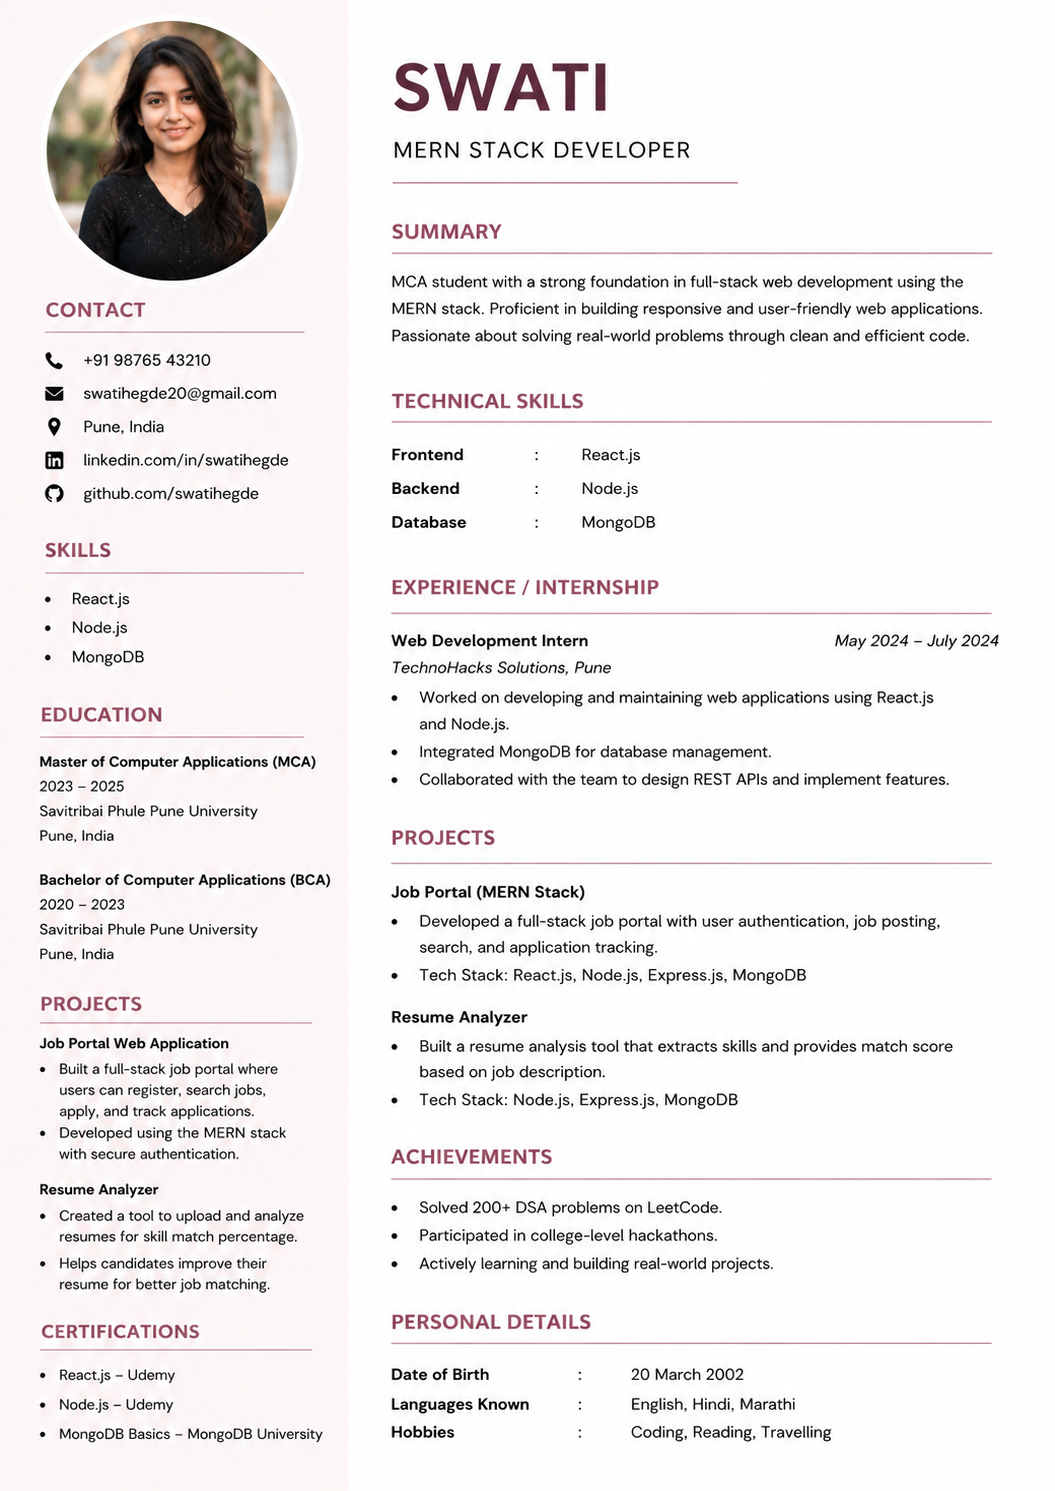 CONTACT
+91 98765 43210
swatihegde20@gmail.com
Pune, India
linkedin.com/in/swatihegde
github.com/swatihegde
SKILLS
• React.js
• Node.js
• MongoDB
EDUCATION
Master of Computer Applications (MCA)
2023 – 2025
Savitribai Phule Pune University
Pune, India
Bachelor of Computer Applications (BCA)
2020 – 2023
Savitribai Phule Pune University
Pune, India
PROJECTS
Job Portal Web Application
• Built a full-stack job portal where
users can register, search jobs,
apply, and track applications.
• Developed using the MERN stack
with secure authentication.
Resume Analyzer
• Created a tool to upload and analyze
resumes for skill match percentage.
• Helps candidates improve their
resume for better job matching.
CERTIFICATIONS
• React.js – Udemy
• Node.js – Udemy
• MongoDB Basics – MongoDB University
SWATI
MERN STACK DEVELOPER
SUMMARY
MCA student with a strong foundation in full-stack web development using the
MERN stack. Proficient in building responsive and user-friendly web applications.
Passionate about solving real-world problems through clean and efficient code.
TECHNICAL SKILLS
Frontend : React.js
Backend : Node.js
Database : MongoDB
EXPERIENCE / INTERNSHIP
Web Development Intern May 2024 – July 2024
TechnoHacks Solutions, Pune
• Worked on developing and maintaining web applications using React.js
and Node.js.
• Integrated MongoDB for database management.
• Collaborated with the team to design REST APIs and implement features.
PROJECTS
Job Portal (MERN Stack)
• Developed a full-stack job portal with user authentication, job posting,
search, and application tracking.
• Tech Stack: React.js, Node.js, Express.js, MongoDB
Resume Analyzer
• Built a resume analysis tool that extracts skills and provides match score
based on job description.
• Tech Stack: Node.js, Express.js, MongoDB
ACHIEVEMENTS
• Solved 200+ DSA problems on LeetCode.
• Participated in college-level hackathons.
• Actively learning and building real-world projects.
PERSONAL DETAILS
Date of Birth : 20 March 2002
Languages Known : English, Hindi, Marathi
Hobbies : Coding, Reading, Travelling